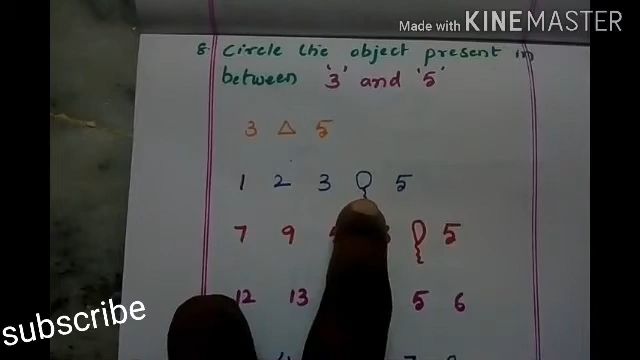 Made with KINEMASTER
8. Circle the object present in
between '3' and '5'
3 △ 5
1 2 3 5
7 9 5
12 13 5 6
subscribe